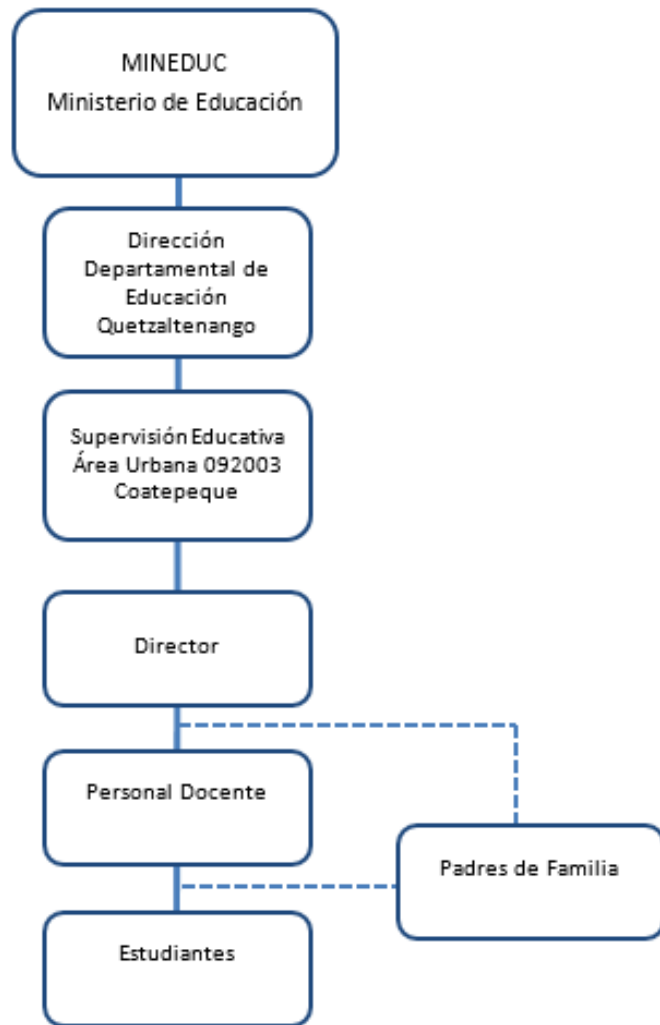 MINEDUC
Ministerio de Educación
Dirección
Departamental de
Educación
Quetzaltenango
Supervisión Educativa
Área Urbana 092003
Coatepeque
Director
Personal Docente
Padres de Familia
Estudiantes